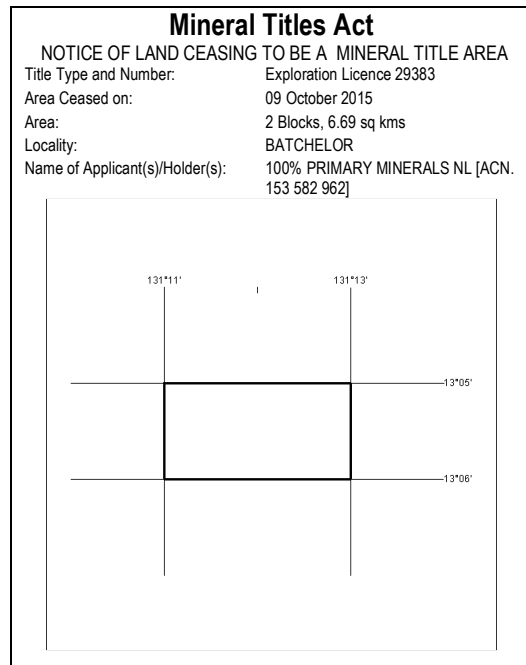 Mineral Titles Act
NOTICE OF LAND CEASING TO BE A MINERAL TITLE AREA
Title Type and Number: Exploration Licence 29383
Area Ceased on: 09 October 2015
Area: 2 Blocks, 6.69 sq kms
Locality: BATCHELOR
Name of Applicant(s)/Holder(s): 100% PRIMARY MINERALS NL [ACN.
153 582 962]
131°11' 131°13'
13°05'
13°06'